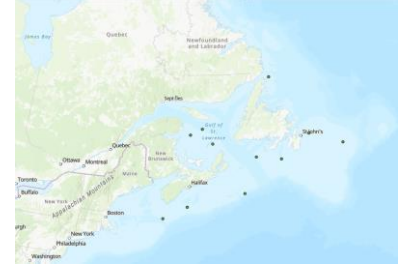 James Bay
Quebec
Newfoundland
and Labrador
Sept-Îles
Gulf of
St.
Lawrence
St. John's
Quebec
New
Brunswick
Ottawa
Montreal
Maine
Halifax
Toronto
Buffalo
New York
Appalachian Mountains
Boston
New York
Philadelphia
Washington